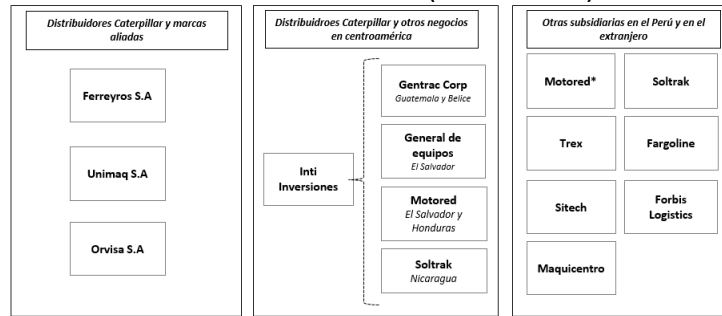 Distribuidores Caterpillar y marcas
aliadas
Ferreyros S.A
Unimaq S.A
Orvisa S.A
Distribuidroes Caterpillar y otros negocios
en centroamérica
Inti
Inversiones
Gentrac Corp
Guatemala y Belice
General de
equipos
El Salvador
Motored
El Salvador y
Honduras
Soltrak
Nicaragua
Otras subsidiarias en el Perú y en el
extranjero
Motored*
Soltrak
Trex
Fargoline
Sitech
Forbis
Logistics
Maquicentro